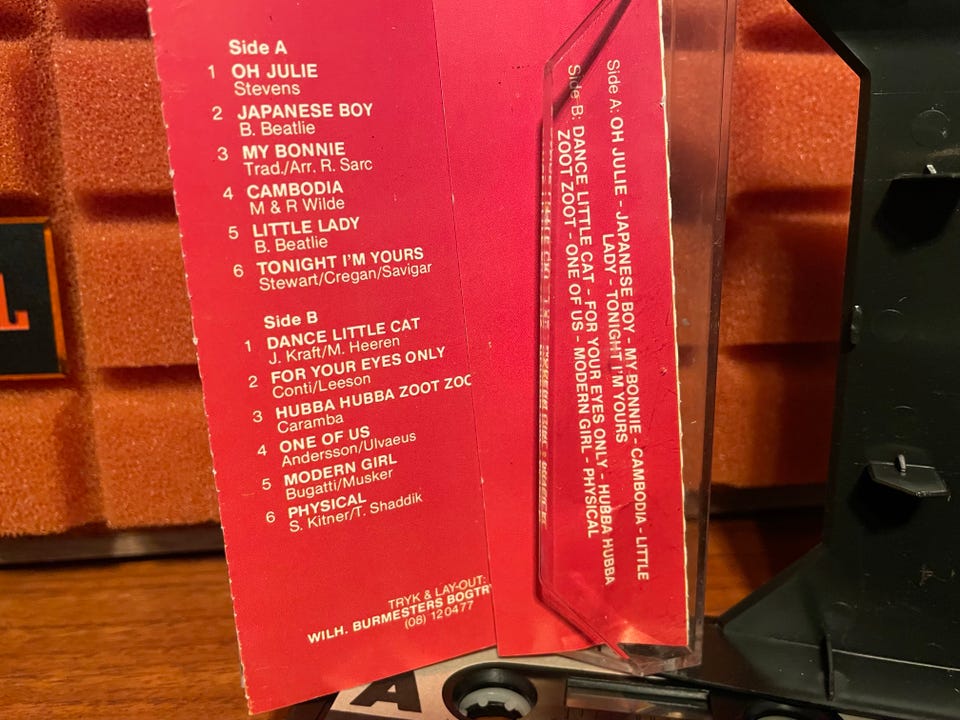 Side A
1 OH JULIE
Stevens
2 JAPANESE BOY
B. Beatlie
3 MY BONNIE
Trad./Arr. R. Sarc
4 CAMBODIA
M & R Wilde
5 LITTLE LADY
B. Beatlie
6 TONIGHT I'M YOURS
Stewart/Cregan/Savigar
Side B
1 DANCE LITTLE CAT
J. Kraft/M. Heeren
2 FOR YOUR EYES ONLY
Conti/Leeson
3 HUBBA HUBBA ZOOT ZOO
Caramba
4 ONE OF US
Andersson/Ulvaeus
5 MODERN GIRL
Bugatti/Musker
6 PHYSICAL
S. Kitner/T. Shaddik
TRYK & LAY-OUT:
WILH. BURMESTERS BOGTR
(08) 120477
Side A: OH JULIE - JAPANESE BOY - MY BONNIE - CAMBODIA - LITTLE
LADY - TONIGHT I'M YOURS
Side B: DANCE LITTLE CAT - FOR YOUR EYES ONLY - HUBBA HUBBA
ZOOT ZOOT - ONE OF US - MODERN GIRL - PHYSICAL
L
A